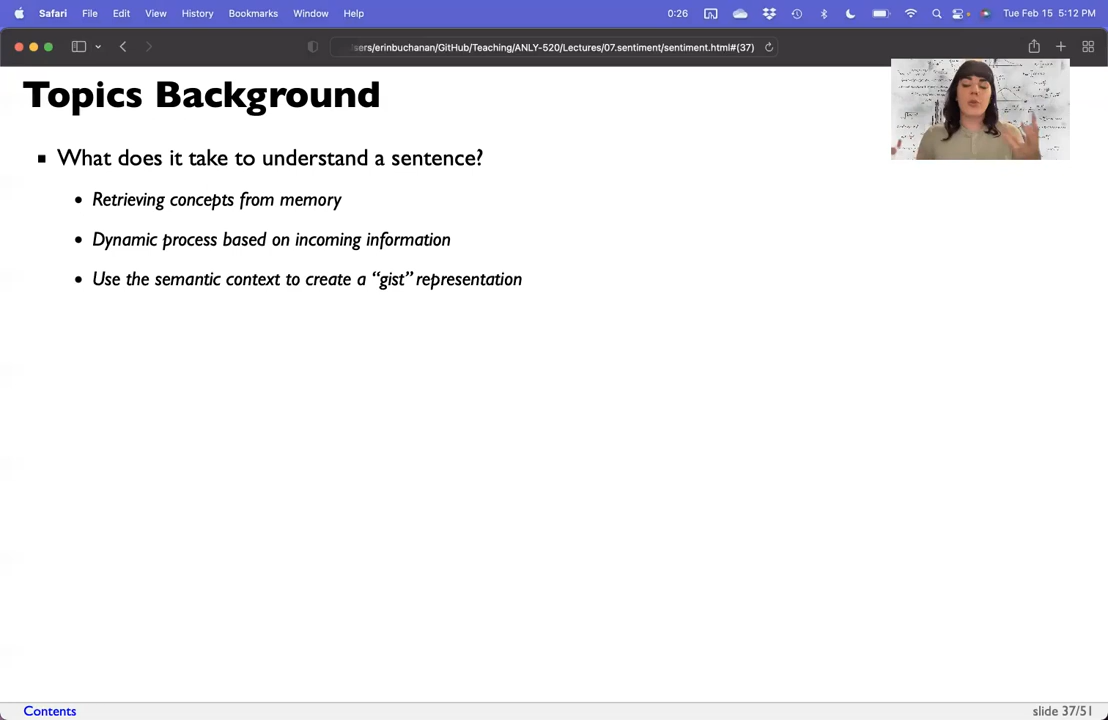 Safari File Edit View History Bookmarks Window Help 0:26 Tue Feb 15 5:12 PM
sers/erinbuchanan/GitHub/Teaching/ANLY-520/Lectures/07.sentiment/sentiment.html#(37)
Topics Background
What does it take to understand a sentence?
Retrieving concepts from memory
Dynamic process based on incoming information
Use the semantic context to create a “gist” representation
Contents slide 37/51